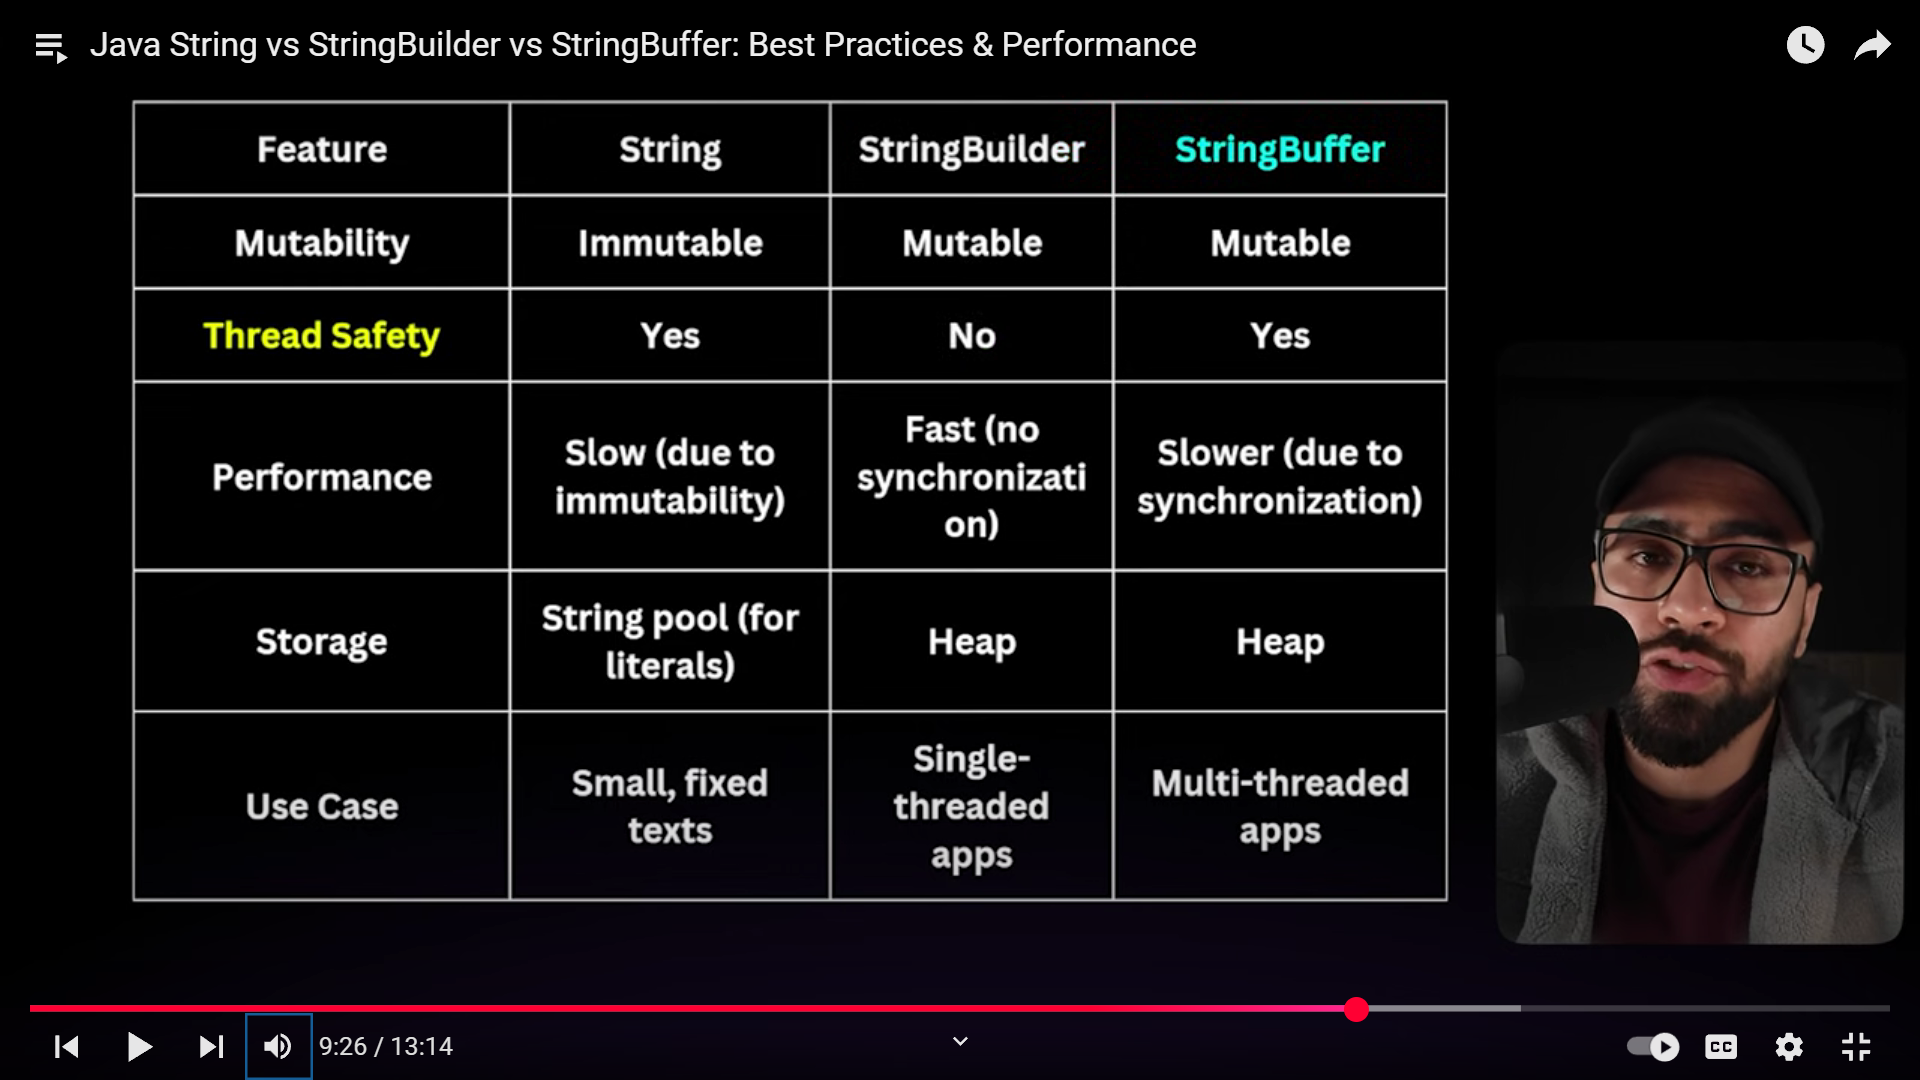 Java String vs StringBuilder vs StringBuffer: Best Practices & Performance
Feature
String
StringBuilder
StringBuffer
Mutability
Immutable
Mutable
Mutable
Thread Safety
Yes
No
Yes
Performance
Slow (due to
immutability)
Fast (no
synchronizati
on)
Slower (due to
synchronization)
Storage
String pool (for
literals)
Heap
Heap
Use Case
Small, fixed
texts
Single-
threaded
apps
Multi-threaded
apps
9:26 / 13:14
CC